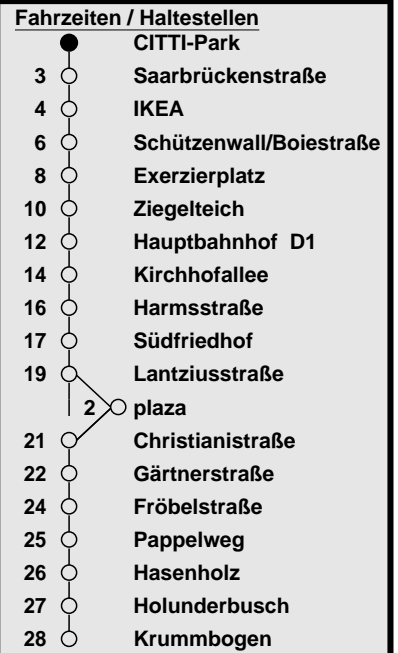 Fahrzeiten / Haltestellen
CITTI-Park
3 Saarbrückenstraße
4 IKEA
6 Schützenwall/Boiestraße
8 Exerzierplatz
10 Ziegelteich
12 Hauptbahnhof D1
14 Kirchhofallee
16 Harmsstraße
17 Südfriedhof
19 Lantziusstraße
2 plaza
21 Christianistraße
22 Gärtnerstraße
24 Fröbelstraße
25 Pappelweg
26 Hasenholz
27 Holunderbusch
28 Krummbogen